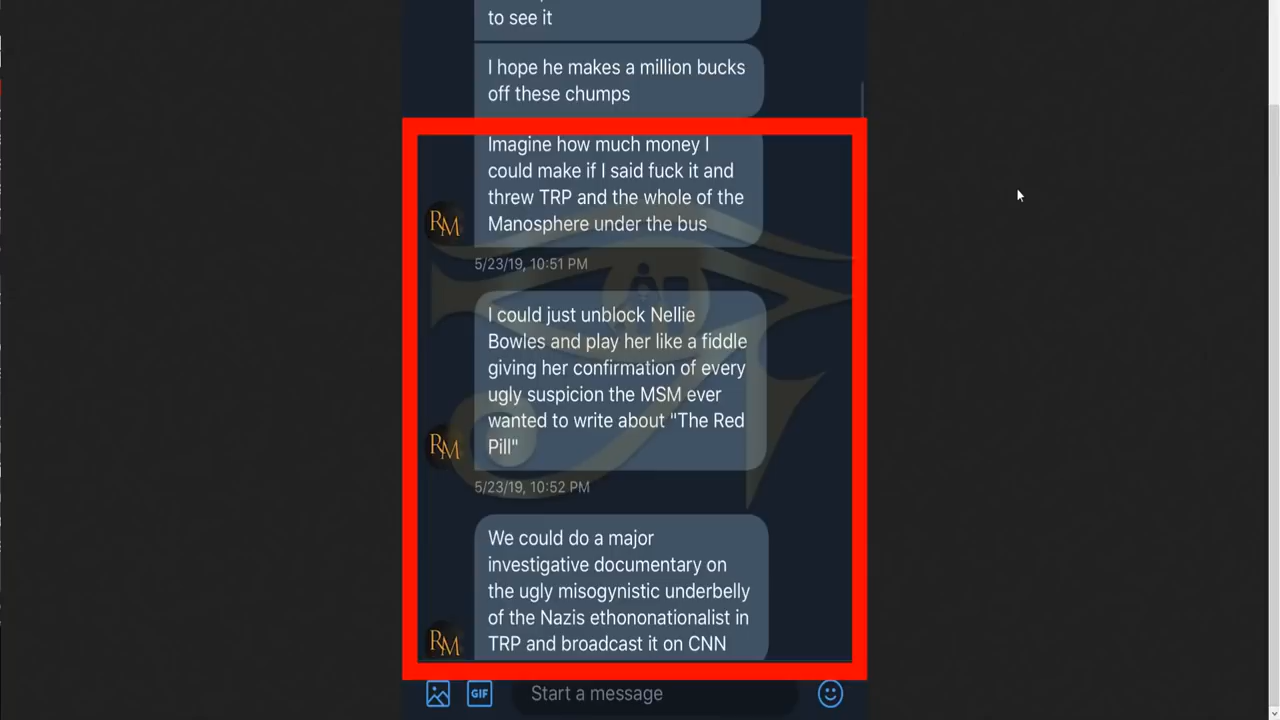 to see it
I hope he makes a million bucks
off these chumps
Imagine how much money I
could make if I said fuck it and
threw TRP and the whole of the
Manosphere under the bus
RM
5/23/19, 10:51 PM
I could just unblock Nellie
Bowles and play her like a fiddle
giving her confirmation of every
ugly suspicion the MSM ever
wanted to write about "The Red
Pill"
RM
5/23/19, 10:52 PM
We could do a major
investigative documentary on
the ugly misogynistic underbelly
of the Nazis ethononationalist in
TRP and broadcast it on CNN
RM
GIF
Start a message